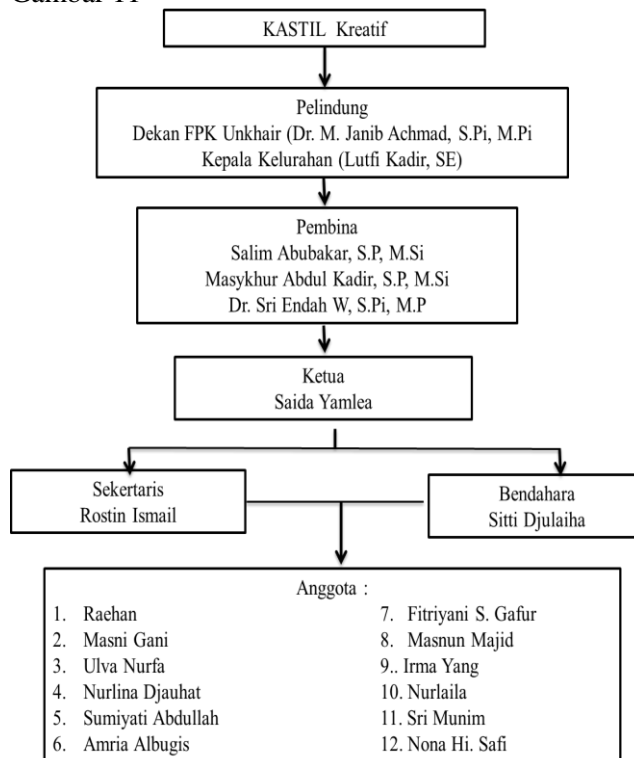 Gambar 11
KASTIL Kreatif
Pelindung
Dekan FPK Unkhair (Dr. M. Janib Achmad, S.Pi, M.Pi
Kepala Kelurahan (Lutfi Kadir, SE)
Pembina
Salim Abubakar, S.P, M.Si
Masykhur Abdul Kadir, S.P, M.Si
Dr. Sri Endah W, S.Pi, M.P
Ketua
Saida Yamlea
Sekertaris
Rostin Ismail
Bendahara
Sitti Djulaiha
Anggota :
1. Raehan
2. Masni Gani
3. Ulva Nurfa
4. Nurlina Djauhat
5. Sumiyati Abdullah
6. Amria Albugis
7. Fitriyani S. Gafur
8. Masnun Majid
9.. Irma Yang
10. Nurlaila
11. Sri Munim
12. Nona Hi. Safi